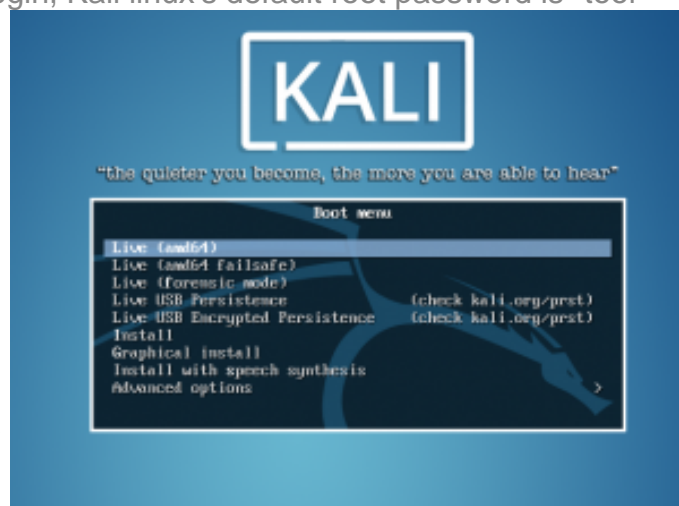 login, Kali linux's default root password is "toor"
KALI
"the quieter you become, the more you are able to hear"
Boot menu
Live (amd64)
Live (amd64 failsafe)
Live (forensic mode)
Live USB Persistence (check kali.org/prst)
Live USB Encrypted Persistence (check kali.org/prst)
Install
Graphical install
Install with speech synthesis
Advanced options >